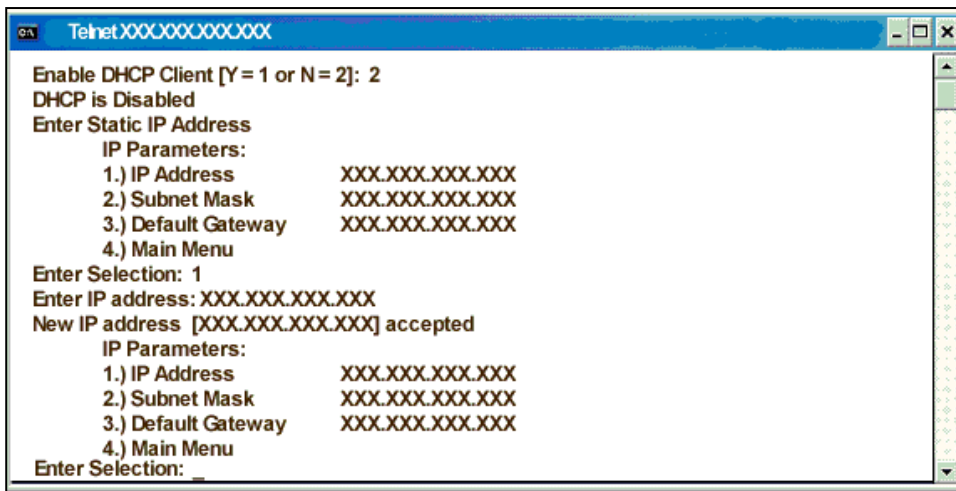 Telnet XXX.XXX.XXX.XXX
Enable DHCP Client [Y = 1 or N = 2]: 2
DHCP is Disabled
Enter Static IP Address
IP Parameters:
1.) IP Address XXX.XXX.XXX.XXX
2.) Subnet Mask XXX.XXX.XXX.XXX
3.) Default Gateway XXX.XXX.XXX.XXX
4.) Main Menu
Enter Selection: 1
Enter IP address: XXX.XXX.XXX.XXX
New IP address [XXX.XXX.XXX.XXX] accepted
IP Parameters:
1.) IP Address XXX.XXX.XXX.XXX
2.) Subnet Mask XXX.XXX.XXX.XXX
3.) Default Gateway XXX.XXX.XXX.XXX
4.) Main Menu
Enter Selection: _